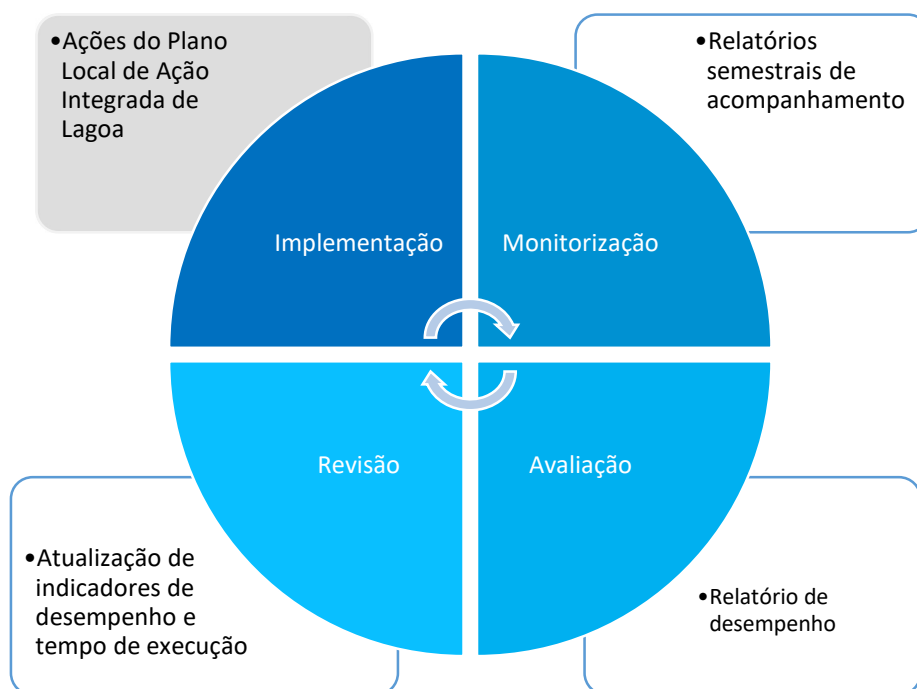 •Ações do Plano
Local de Ação
Integrada de
Lagoa
•Relatórios
semestrais de
acompanhamento
Implementação
Monitorização
Revisão
Avaliação
•Atualização de
indicadores de
desempenho e
tempo de execução
•Relatório de
desempenho